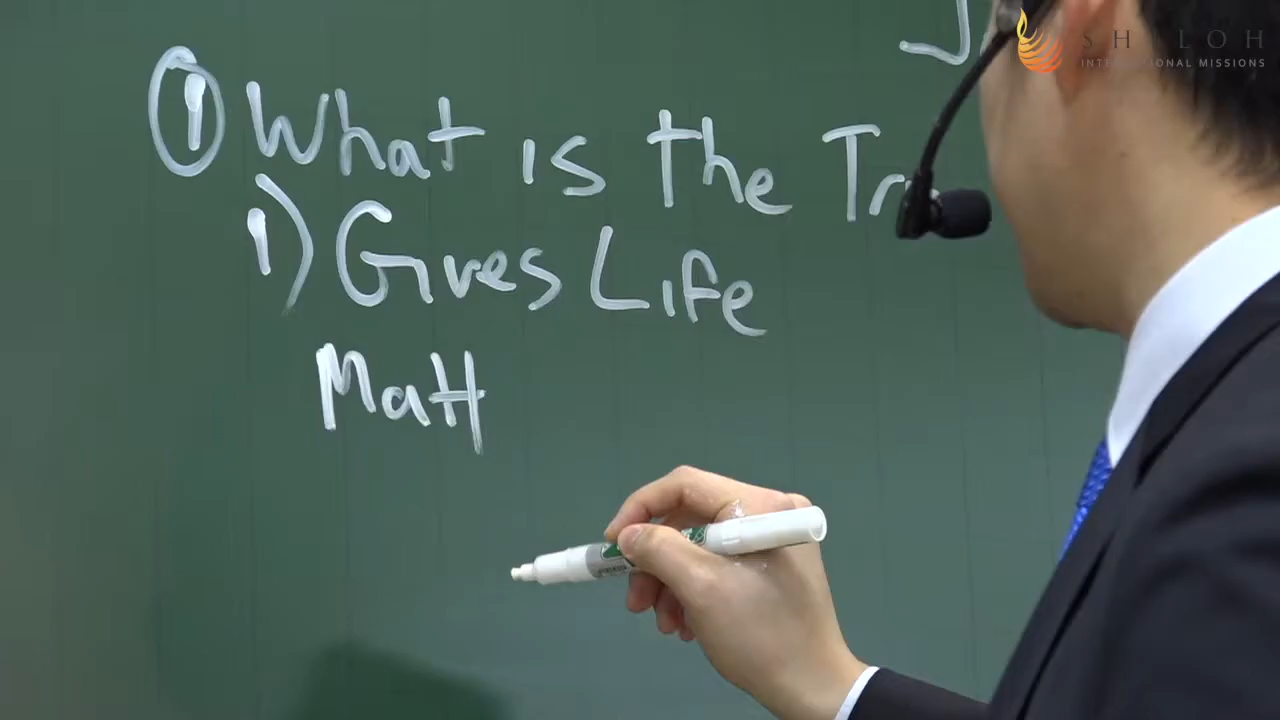 ① What is the Tr
1) Gives Life
Matt
SHILOH
INTERNATIONAL MISSIONS